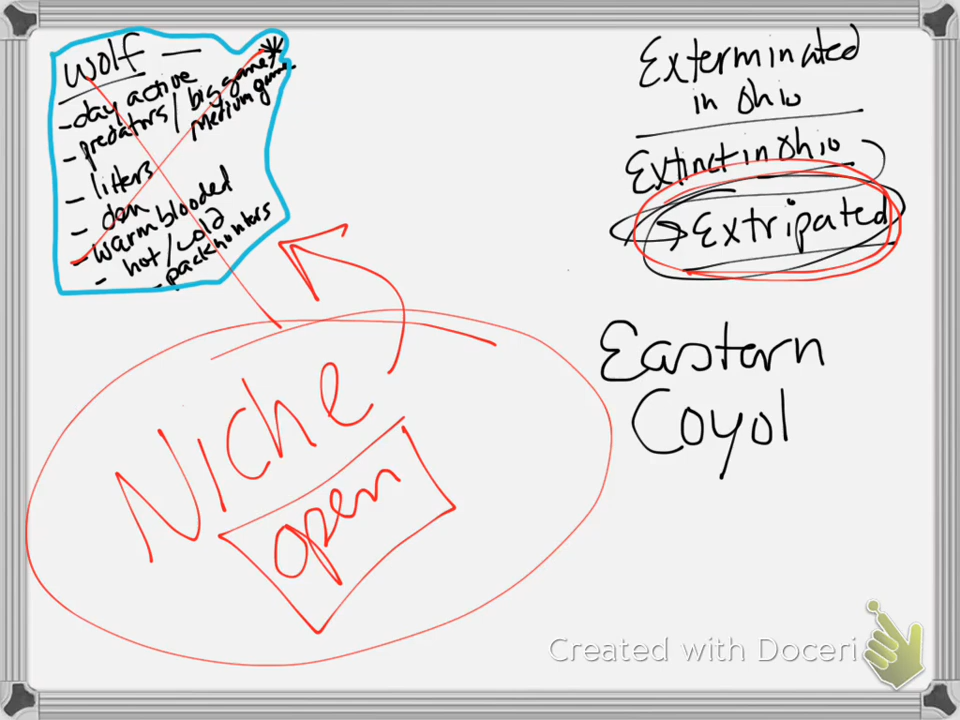 wolf —
- day active
- predators / big game *
medium game
- litters
- den
- warm blooded
- hot/cold
- pack hunters
Exterminated
in Ohio
Extinct in Ohio
→ Extripated
Niche
open
Eastern
Coyol
Created with Doceri